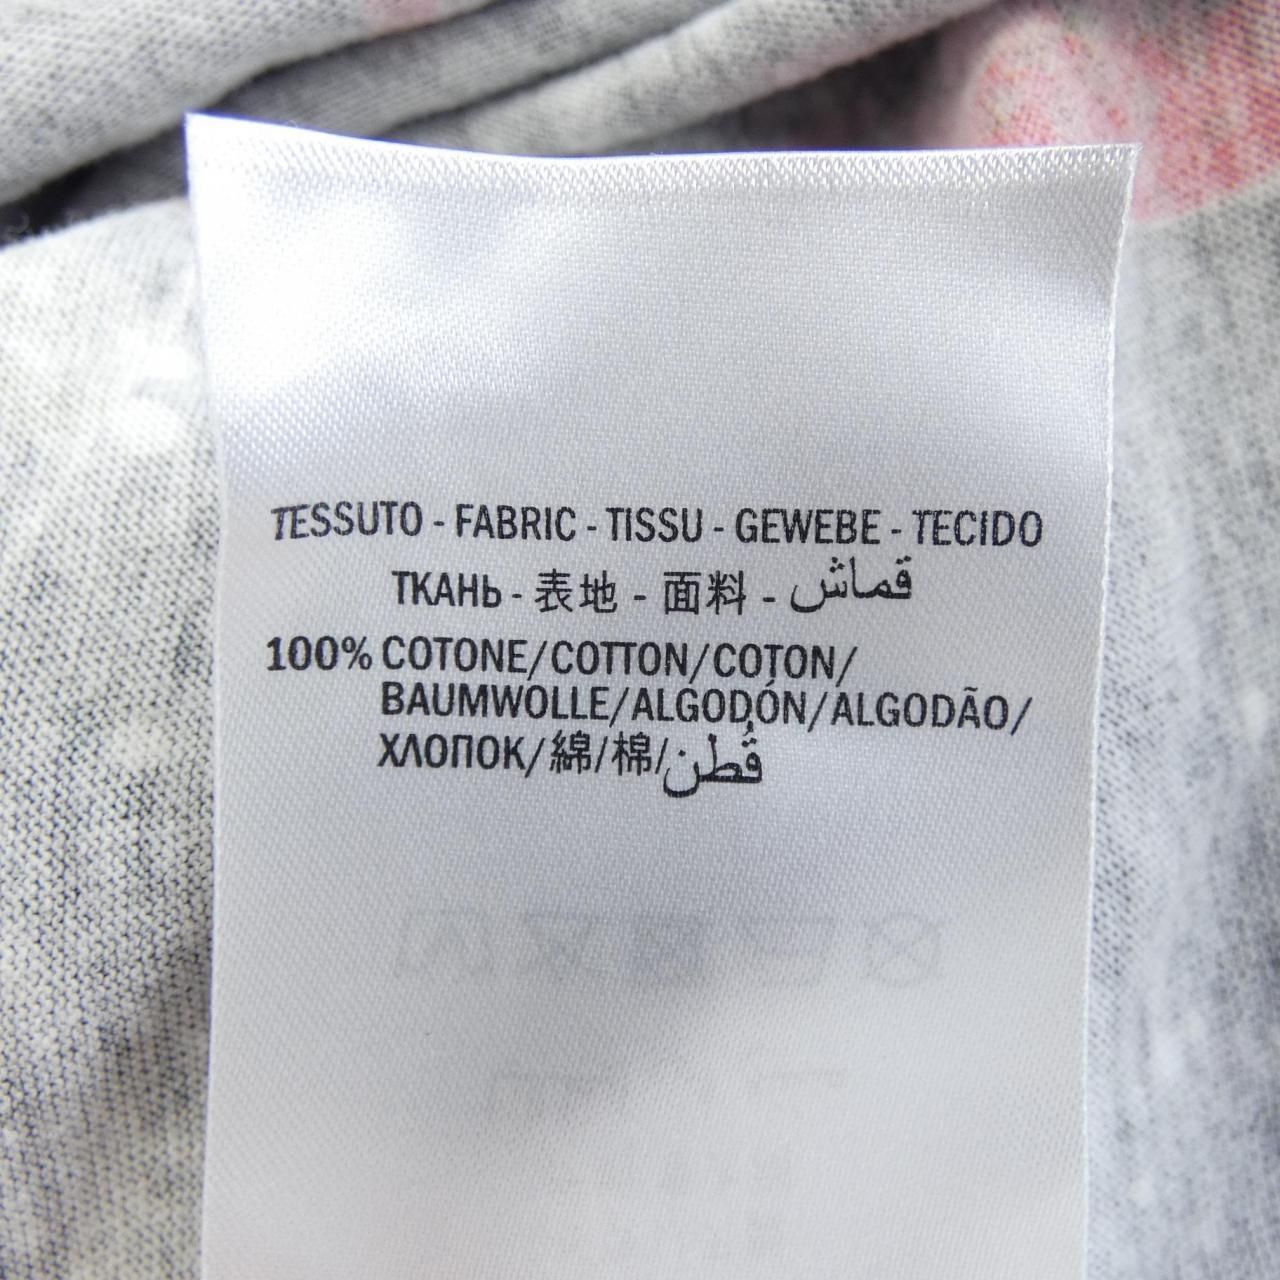 TESSUTO - FABRIC - TISSU - GEWEBE - TECIDO
ТКАНЬ - 表地 - 面料 - قماش
100% COTONE/COTTON/COTON/
BAUMWOLLE/ALGODÓN/ALGODÃO/
ХЛОПОК/綿/棉/قُطن